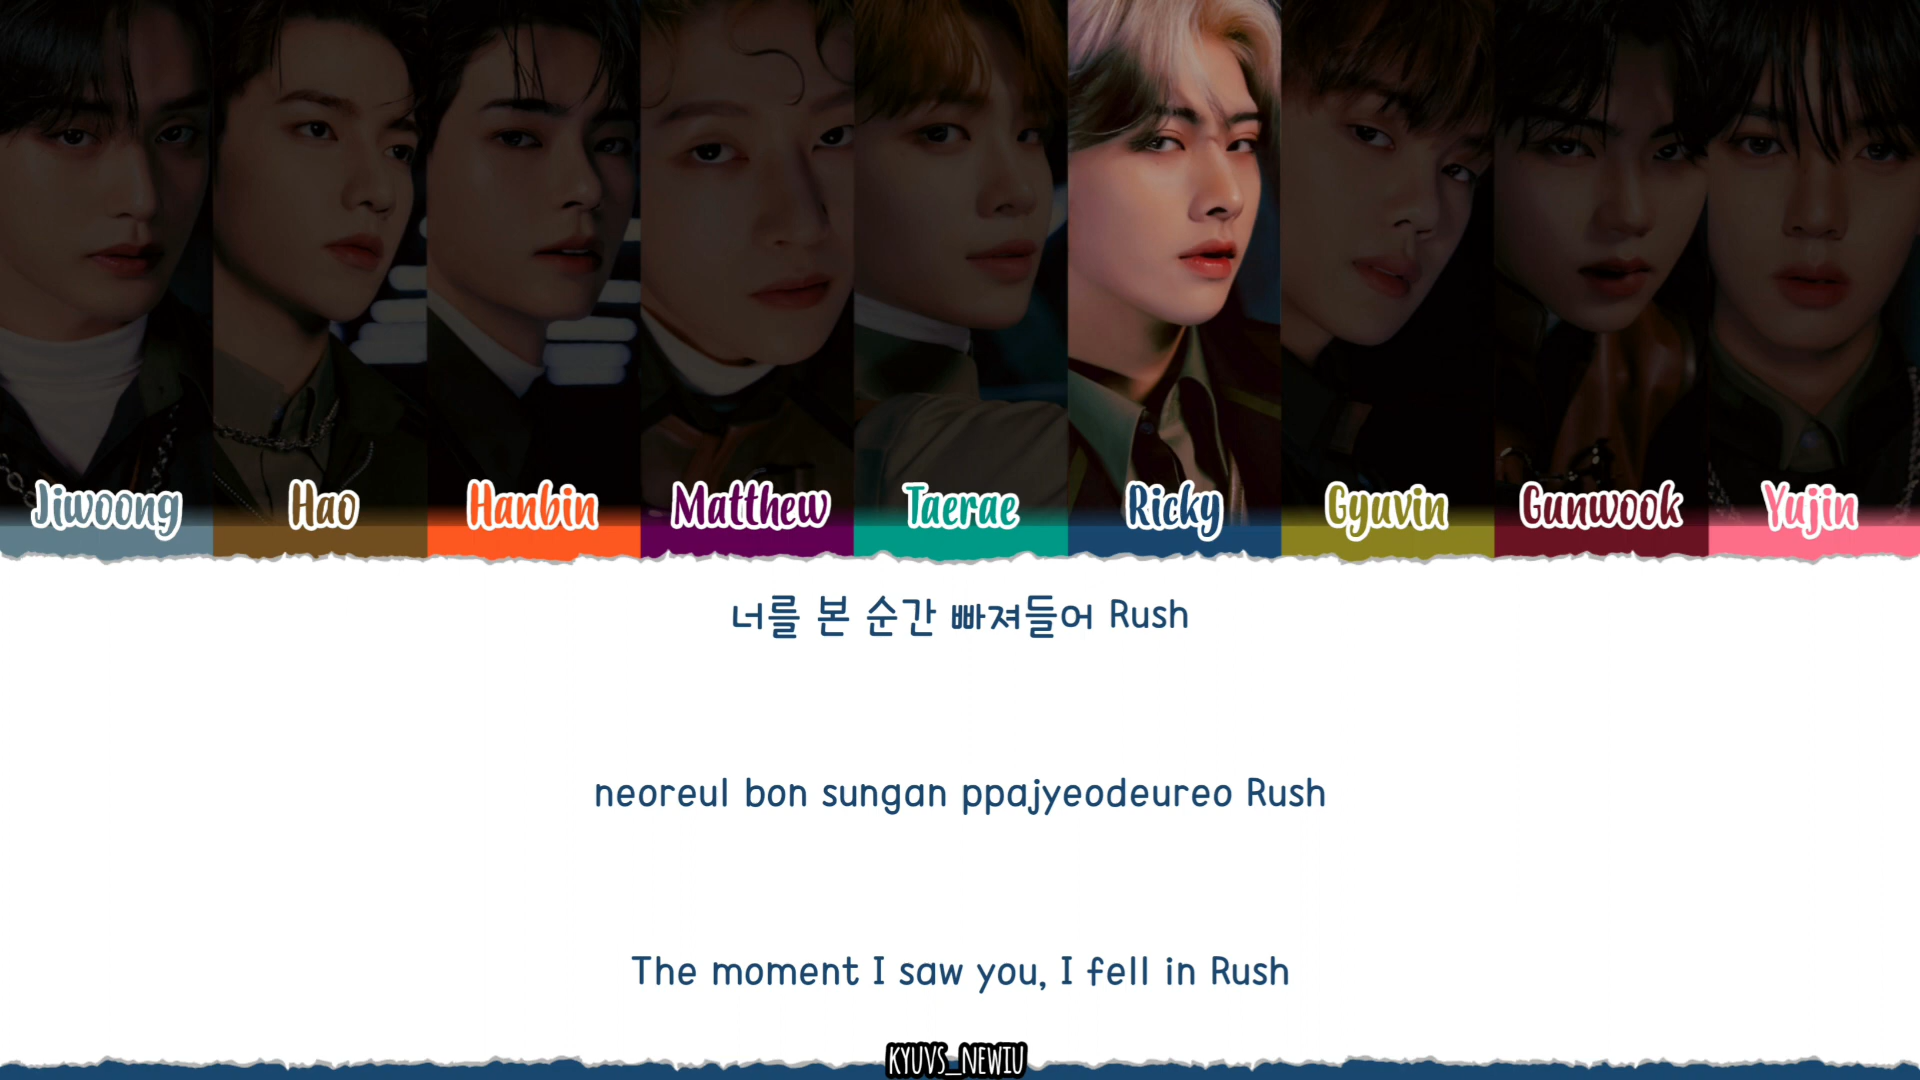 Jiwoong Hao Hanbin Matthew Taerae Ricky Gyuvin Gunwook Yujin
너를 본 순간 빠져들어 Rush
neoreul bon sungan ppajyeodeureo Rush
The moment I saw you, I fell in Rush
KYUVS_NEWIU